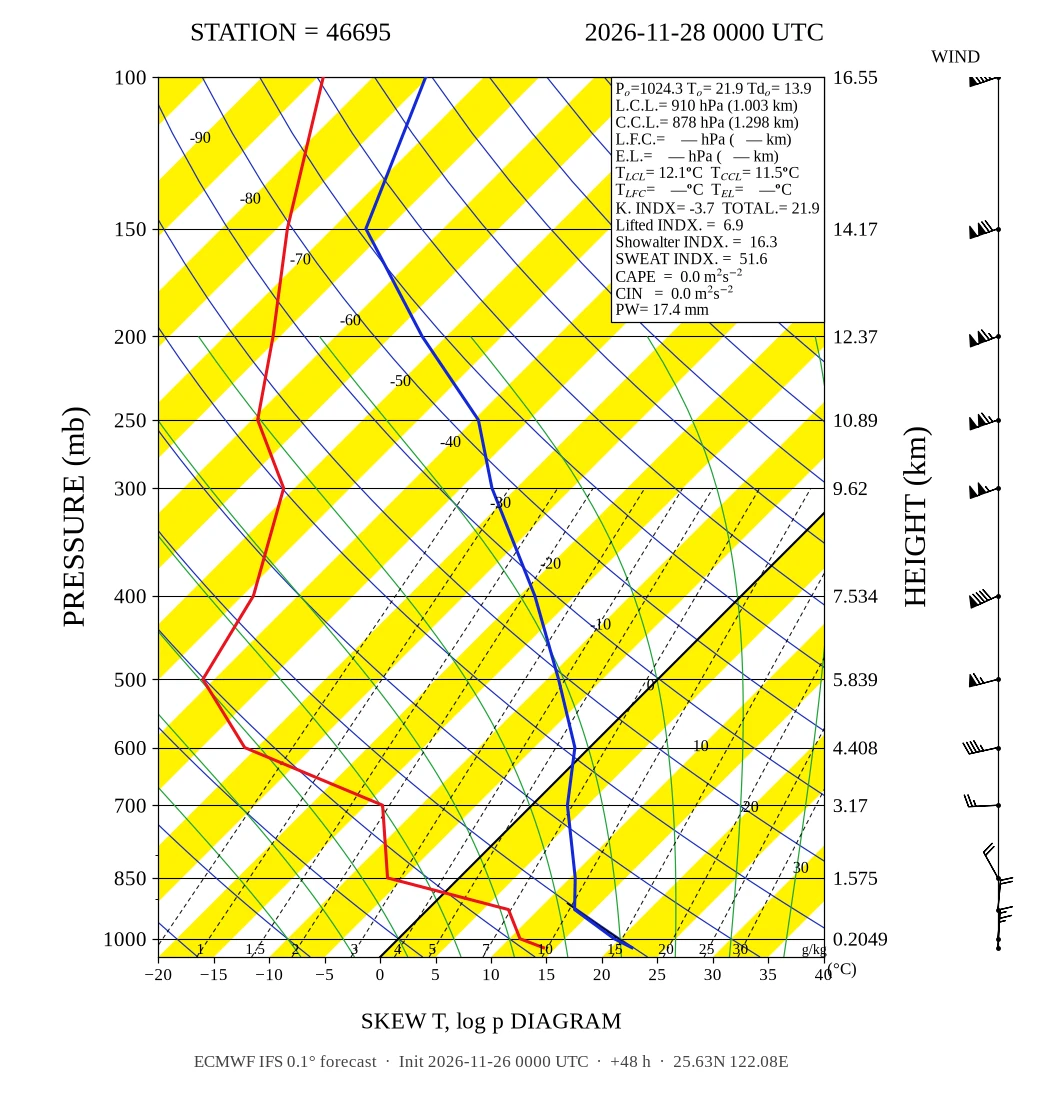 STATION = 46695
2026-11-28 0000 UTC
WIND
Pₒ=1024.3 Tₒ= 21.9 Tdₒ= 13.9
L.C.L.= 910 hPa (1.003 km)
C.C.L.= 878 hPa (1.298 km)
L.F.C.= — hPa ( — km)
E.L.= — hPa ( — km)
T_LCL= 12.1°C T_CCL= 11.5°C
T_LFC= —°C T_EL= —°C
K. INDX= -3.7 TOTAL.= 21.9
Lifted INDX. = 6.9
Showalter INDX. = 16.3
SWEAT INDX. = 51.6
CAPE = 0.0 m²s⁻²
CIN = 0.0 m²s⁻²
PW= 17.4 mm
100
150
200
250
300
400
500
600
700
850
1000
PRESSURE (mb)
-90
-80
-70
-60
-50
-40
-30
-20
-10
0
10
20
30
16.55
14.17
12.37
10.89
9.62
7.534
5.839
4.408
3.17
1.575
0.2049
HEIGHT (km)
1 1.5 2 3 4 5 7 10 15 20 25 30 g/kg
−20 −15 −10 −5 0 5 10 15 20 25 30 35 40 (°C)
SKEW T, log p DIAGRAM
ECMWF IFS 0.1° forecast · Init 2026-11-26 0000 UTC · +48 h · 25.63N 122.08E